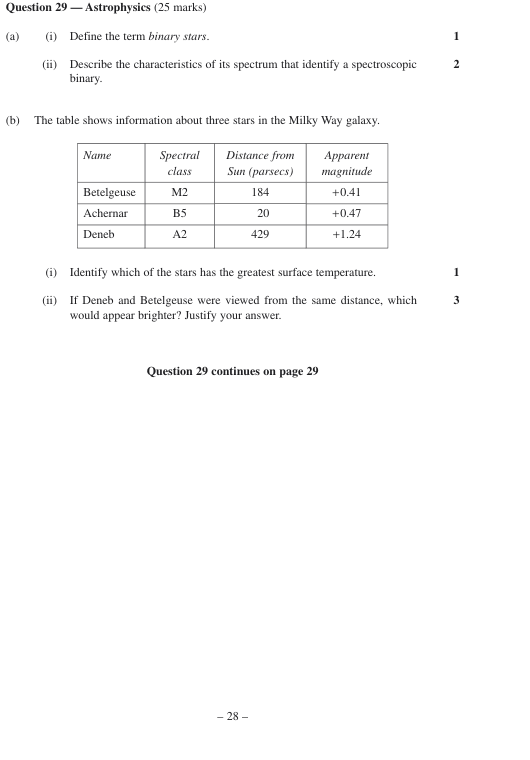 Question 29 — Astrophysics (25 marks)
(a) (i) Define the term binary stars. 1
(ii) Describe the characteristics of its spectrum that identify a spectroscopic 2
binary.
(b) The table shows information about three stars in the Milky Way galaxy.
Name Spectral Distance from Apparent
class Sun (parsecs) magnitude
Betelgeuse M2 184 +0.41
Achernar B5 20 +0.47
Deneb A2 429 +1.24
(i) Identify which of the stars has the greatest surface temperature. 1
(ii) If Deneb and Betelgeuse were viewed from the same distance, which 3
would appear brighter? Justify your answer.
Question 29 continues on page 29
– 28 –